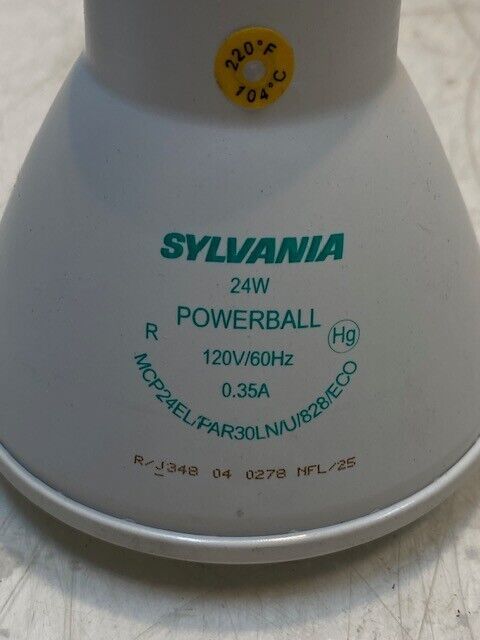 220°F
104°C
SYLVANIA
24W
POWERBALL
R
Hg
120V/60Hz
0.35A
MCP24EL/PAR30LN/U/828/ECO
R/J348 04 0278 NFL/25